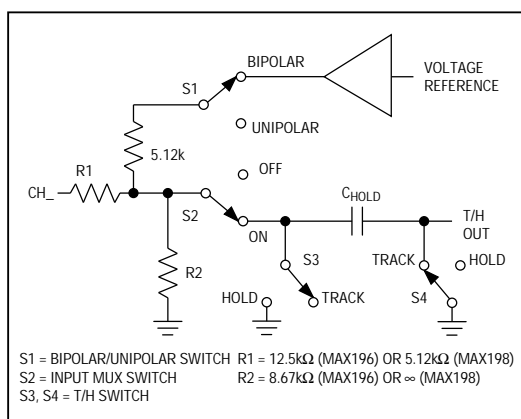 BIPOLAR
VOLTAGE
REFERENCE
S1
UNIPOLAR
5.12k
OFF
R1
CH_
S2
CHOLD
T/H
OUT
ON
R2
S3
TRACK
HOLD
HOLD
TRACK
S4
S1 = BIPOLAR/UNIPOLAR SWITCH R1 = 12.5kΩ (MAX196) OR 5.12kΩ (MAX198)
S2 = INPUT MUX SWITCH R2 = 8.67kΩ (MAX196) OR ∞ (MAX198)
S3, S4 = T/H SWITCH